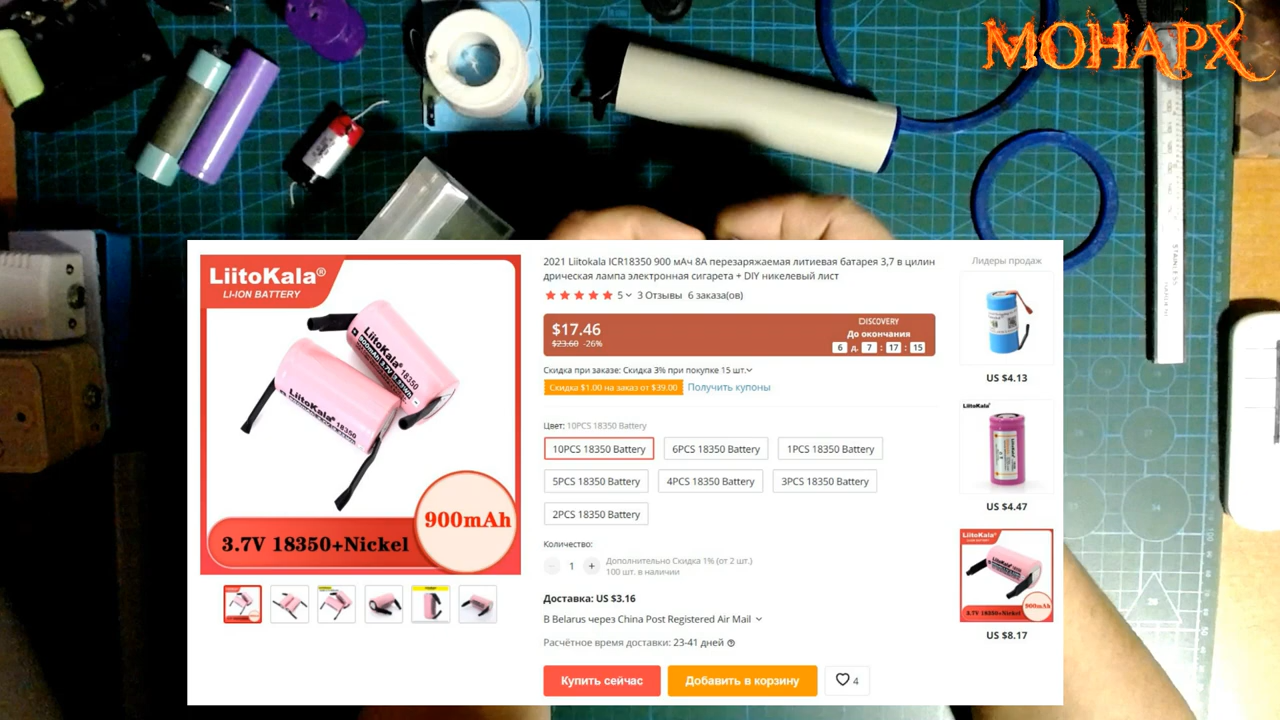 МОНАРХ
LiitoKala®
LI-ION BATTERY
LiitoKala
18350
900mAh 3.7V
LiitoKala
18350
900mAh
3.7V 18350+Nickel
2021 Liitokala ICR18350 900 мАч 8A перезаряжаемая литиевая батарея 3,7 в цилин
дрическая лампа электронная сигарета + DIY никелевый лист
5 3 Отзывы 6 заказа(ов)
$17.46
$23.60 -26%
DISCOVERY
До окончания
6 д. 7 : 17 : 15
Скидка при заказе: Скидка 3% при покупке 15 шт.
Скидка $1.00 на заказ от $39.00 Получить купоны
Цвет: 10PCS 18350 Battery
10PCS 18350 Battery 6PCS 18350 Battery 1PCS 18350 Battery
5PCS 18350 Battery 4PCS 18350 Battery 3PCS 18350 Battery
2PCS 18350 Battery
Количество:
− 1 + Дополнительно Скидка 1% (от 2 шт.)
100 шт. в наличии
Доставка: US $3.16
В Belarus через China Post Registered Air Mail
Расчётное время доставки: 23-41 дней
Купить сейчас Добавить в корзину 4
Лидеры продаж
US $4.13
LiitoKala
US $4.47
LiitoKala
900mAh
3.7V 18350+Nickel
US $8.17